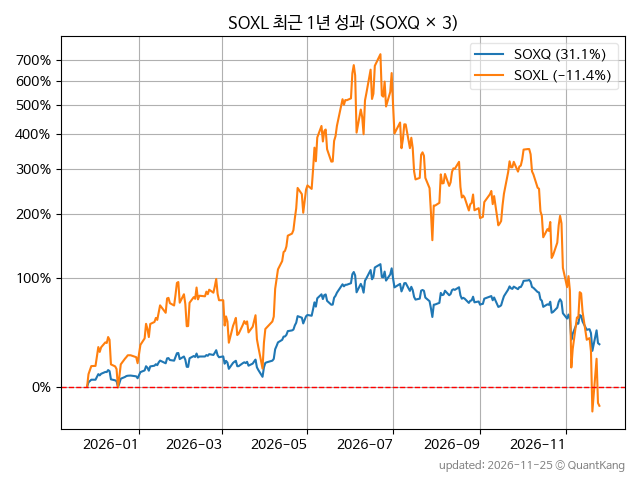 SOXL 최근 1년 성과 (SOXQ × 3)
SOXQ (31.1%)
SOXL (−11.4%)
700%
600%
500%
400%
300%
200%
100%
0%
2026-01 2026-03 2026-05 2026-07 2026-09 2026-11
updated: 2026-11-25 © QuantKang